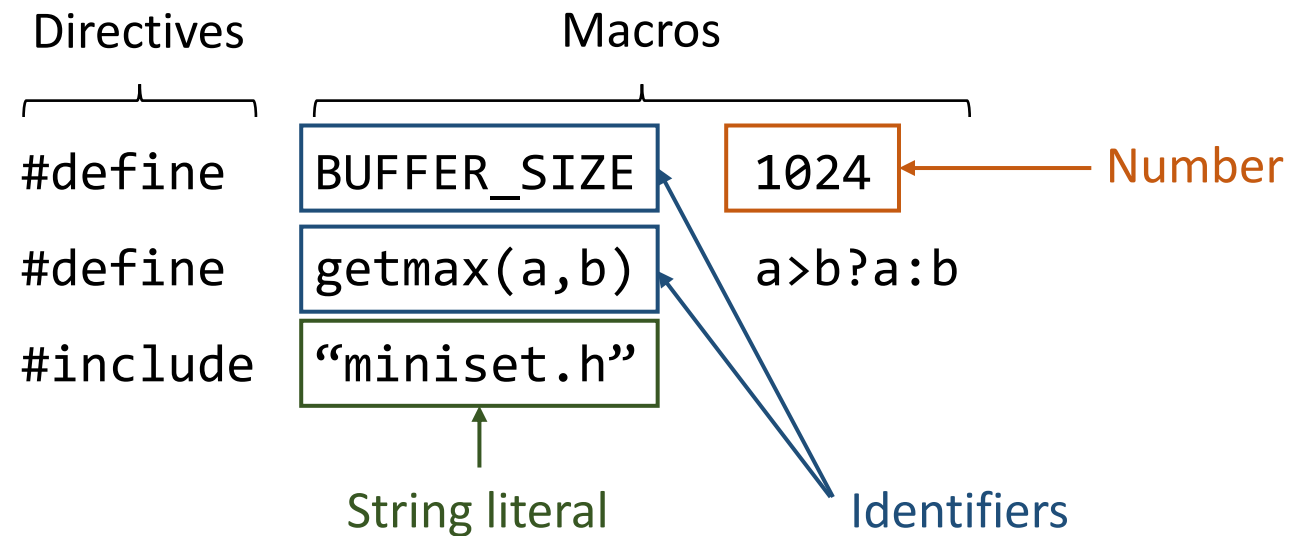 Directives Macros
#define BUFFER_SIZE 1024 Number
#define getmax(a,b) a>b?a:b
#include “miniset.h”
String literal Identifiers